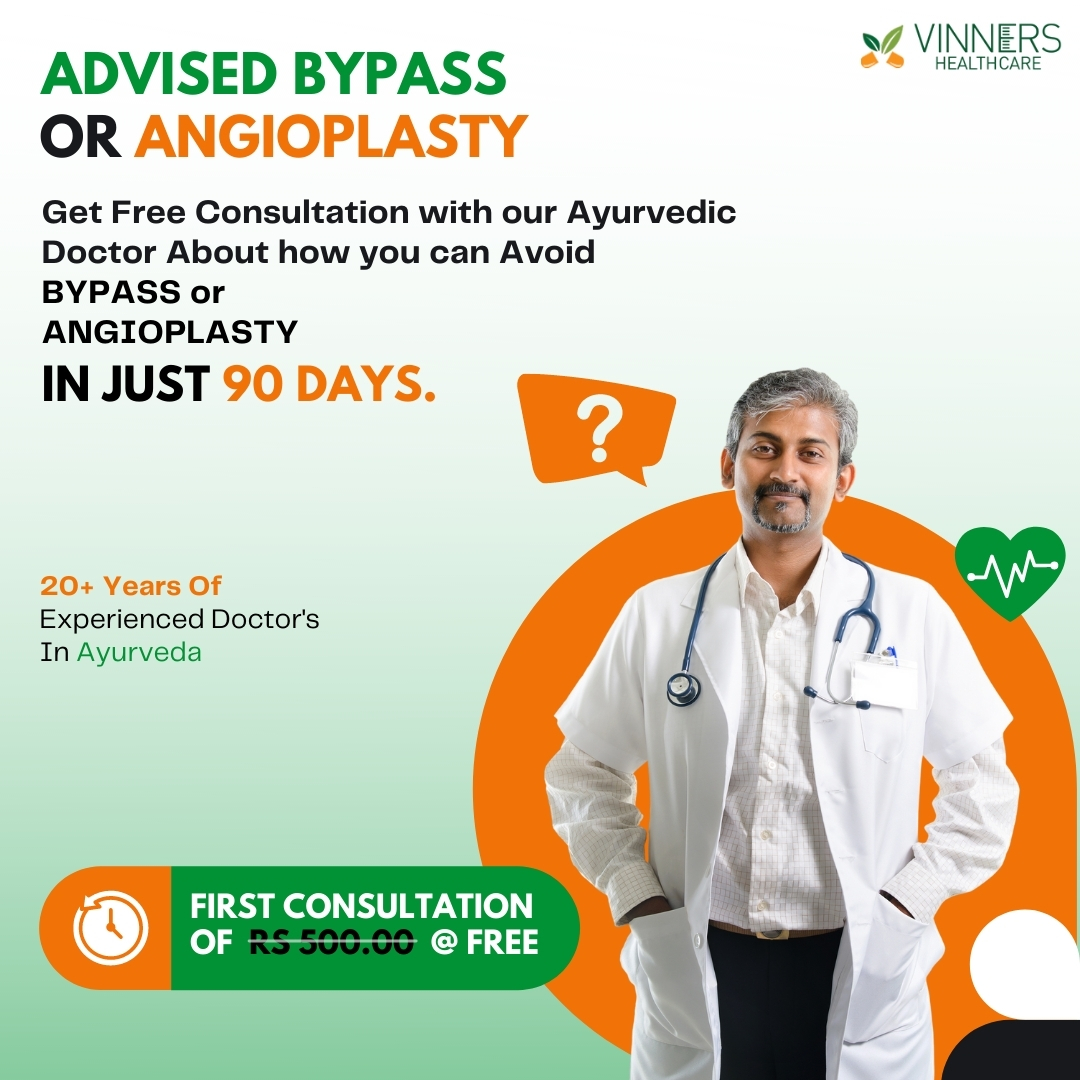 VINNERS
HEALTHCARE
ADVISED BYPASS
OR ANGIOPLASTY
Get Free Consultation with our Ayurvedic
Doctor About how you can Avoid
BYPASS or
ANGIOPLASTY
IN JUST 90 DAYS.
?
20+ Years Of
Experienced Doctor's
In Ayurveda
FIRST CONSULTATION
OF RS 500.00 @ FREE